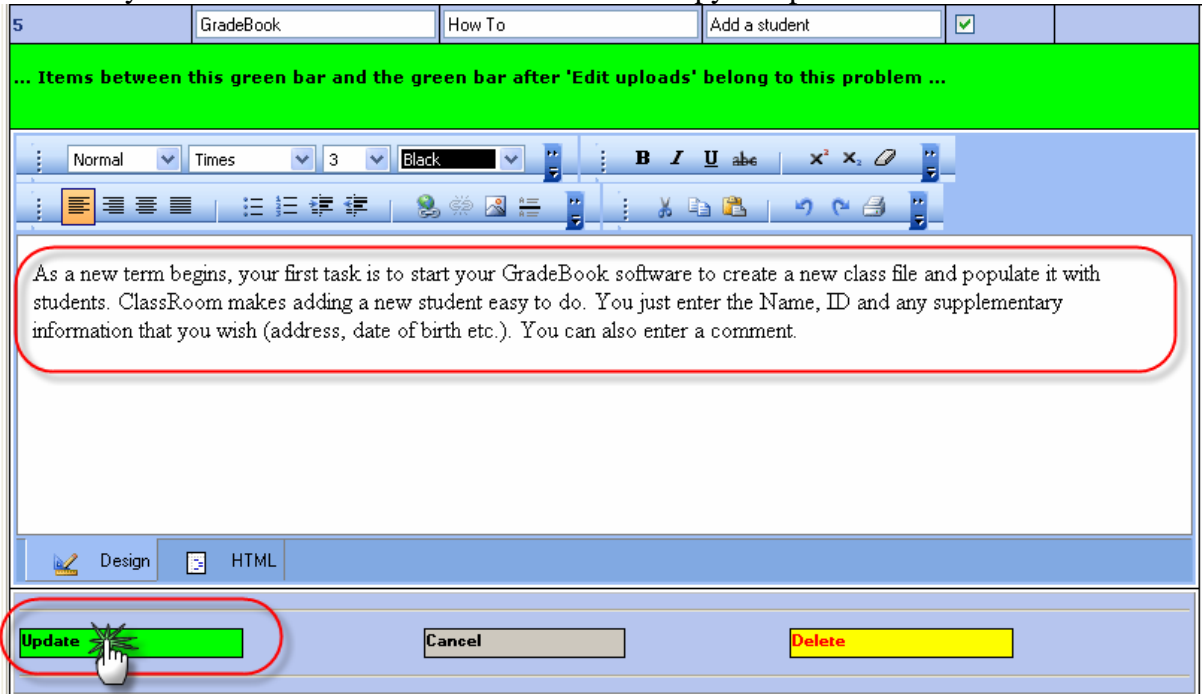 5 GradeBook How To Add a student
... Items between this green bar and the green bar after 'Edit uploads' belong to this problem ...
Normal Times 3 Black B I U abc x² x₂
As a new term begins, your first task is to start your GradeBook software to create a new class file and populate it with
students. ClassRoom makes adding a new student easy to do. You just enter the Name, ID and any supplementary
information that you wish (address, date of birth etc.). You can also enter a comment.
Design HTML
Update Cancel Delete